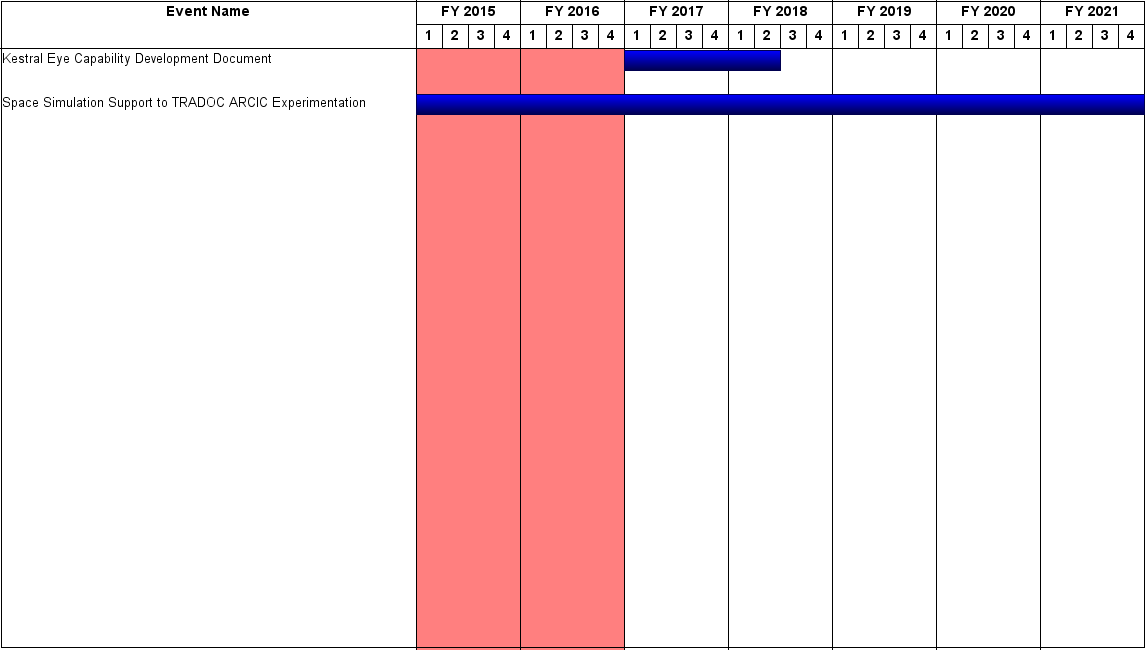 Event Name FY 2015 FY 2016 FY 2017 FY 2018 FY 2019 FY 2020 FY 2021
1 2 3 4 1 2 3 4 1 2 3 4 1 2 3 4 1 2 3 4 1 2 3 4 1 2 3 4
Kestral Eye Capability Development Document
Space Simulation Support to TRADOC ARCIC Experimentation